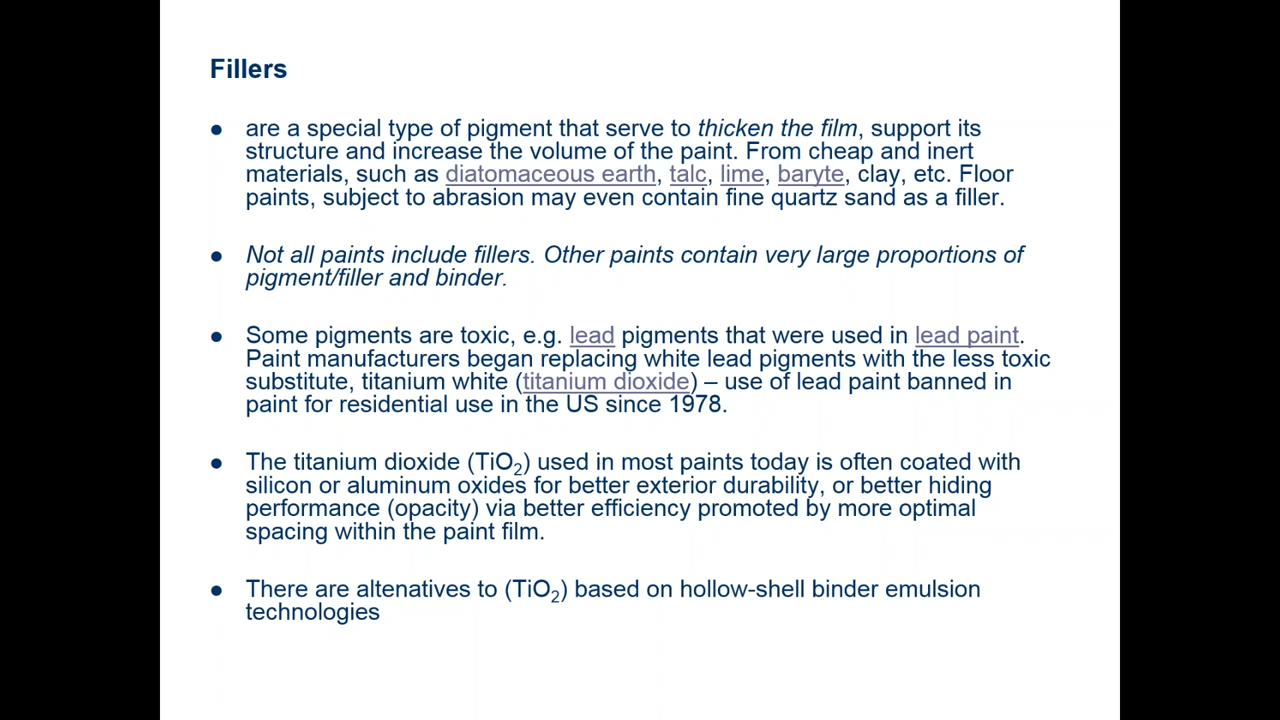 Fillers
● are a special type of pigment that serve to thicken the film, support its
structure and increase the volume of the paint. From cheap and inert
materials, such as diatomaceous earth, talc, lime, baryte, clay, etc. Floor
paints, subject to abrasion may even contain fine quartz sand as a filler.
● Not all paints include fillers. Other paints contain very large proportions of
pigment/filler and binder.
● Some pigments are toxic, e.g. lead pigments that were used in lead paint.
Paint manufacturers began replacing white lead pigments with the less toxic
substitute, titanium white (titanium dioxide) – use of lead paint banned in
paint for residential use in the US since 1978.
● The titanium dioxide (TiO₂) used in most paints today is often coated with
silicon or aluminum oxides for better exterior durability, or better hiding
performance (opacity) via better efficiency promoted by more optimal
spacing within the paint film.
● There are altenatives to (TiO₂) based on hollow-shell binder emulsion
technologies